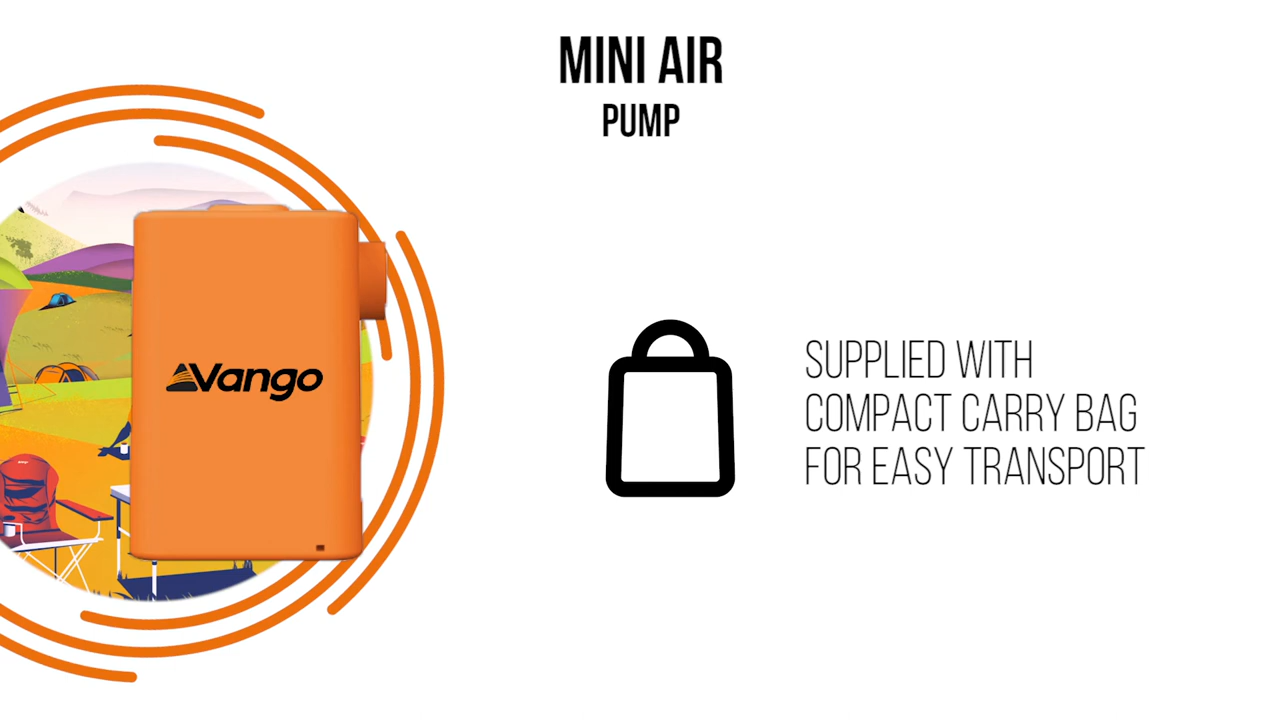 MINI AIR
PUMP
Vango
SUPPLIED WITH
COMPACT CARRY BAG
FOR EASY TRANSPORT